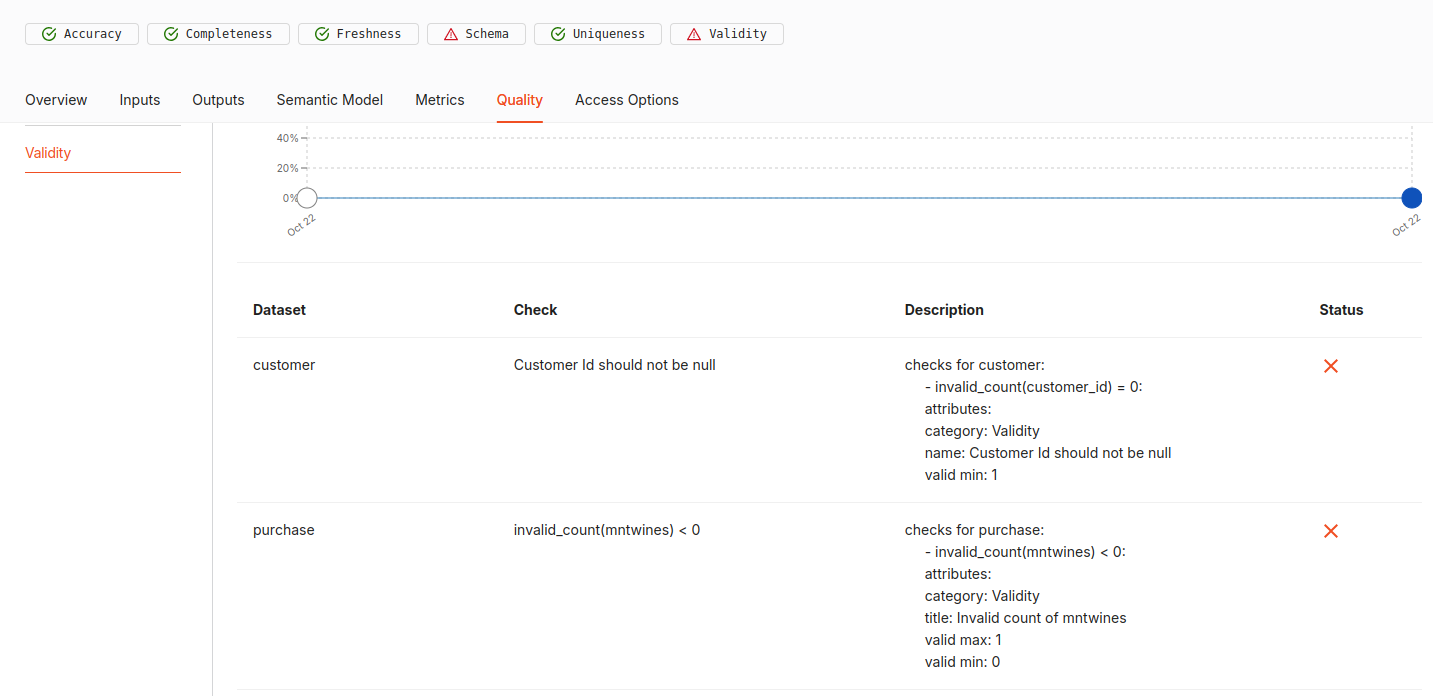 Accuracy Completeness Freshness Schema Uniqueness Validity
Overview Inputs Outputs Semantic Model Metrics Quality Access Options
Validity
40%
20%
0%
Oct 22 Oct 22
Dataset Check Description Status
customer Customer Id should not be null checks for customer:
- invalid_count(customer_id) = 0:
attributes:
category: Validity
name: Customer Id should not be null
valid min: 1
purchase invalid_count(mntwines) < 0 checks for purchase:
- invalid_count(mntwines) < 0:
attributes:
category: Validity
title: Invalid count of mntwines
valid max: 1
valid min: 0